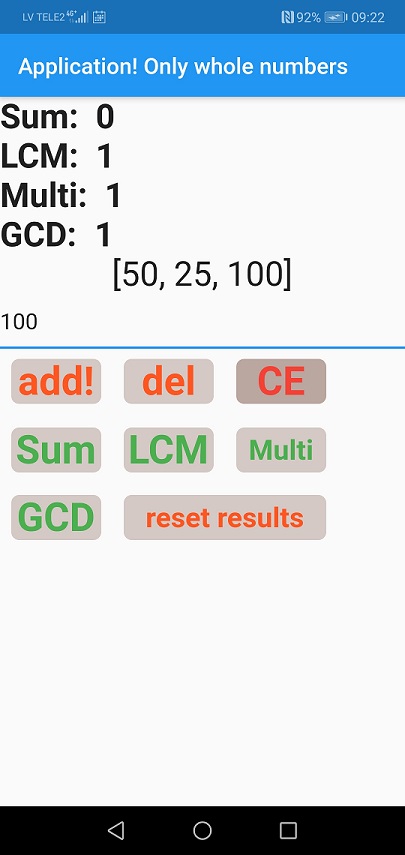 LV TELE2 4G 92% 09:22
Application! Only whole numbers
Sum: 0
LCM: 1
Multi: 1
GCD: 1
[50, 25, 100]
100
add! del CE
Sum LCM Multi
GCD reset results